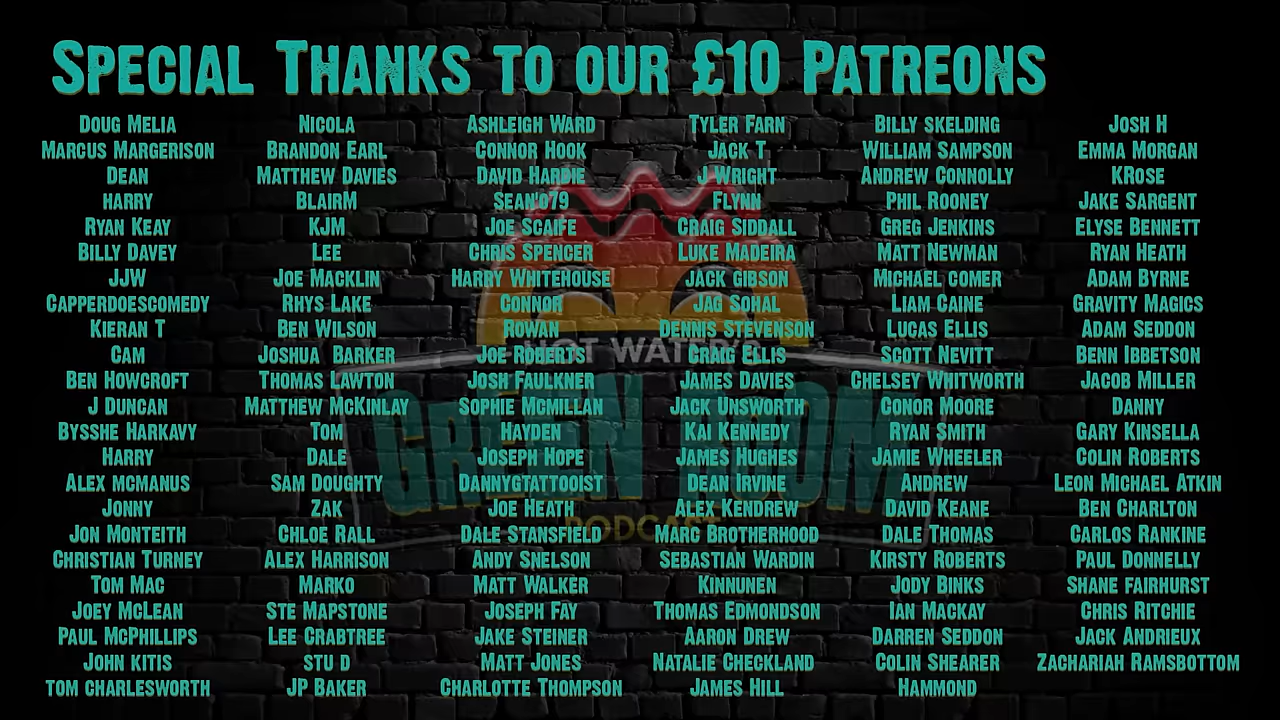 Special Thanks to our £10 Patreons
Doug Melia
Marcus Margerison
Dean
Harry
Ryan Keay
Billy Davey
JJW
Capperdoescomedy
Kieran T
Cam
Ben Howcroft
J Duncan
Bysshe Harkavy
Harry
Alex mcmanus
Jonny
Jon Monteith
Christian Turney
Tom Mac
Joey McLean
Paul McPhillips
John kitis
tom charlesworth
Nicola
Brandon Earl
Matthew Davies
BlairM
KJM
Lee
Joe Macklin
Rhys Lake
Ben Wilson
Joshua Barker
Thomas Lawton
Matthew McKinlay
Tom
Dale
Sam Doughty
Zak
Chloe Rall
Alex Harrison
Marko
Ste Mapstone
Lee Crabtree
stu d
JP Baker
Ashleigh Ward
Connor Hook
David Hardie
Sean'o79
Joe Scaife
Chris Spencer
Harry Whitehouse
Connor
Rowan
Joe Roberts
Josh Faulkner
Sophie Mcmillan
Hayden
Joseph Hope
Dannygtattooist
Joe Heath
Dale Stansfield
Andy Snelson
Matt Walker
Joseph Fay
Jake Steiner
Matt Jones
Charlotte Thompson
Tyler Farn
Jack T
J Wright
Flynn
Craig Siddall
Luke Madeira
Jack gibson
Jag Sohal
Dennis Stevenson
Craig Ellis
James Davies
Jack Unsworth
Kai Kennedy
James Hughes
Dean Irvine
Alex Kendrew
Marc Brotherhood
Sebastian Wardin
Kinnunen
Thomas Edmondson
Aaron Drew
Natalie Checkland
James Hill
Billy skelding
William Sampson
Andrew Connolly
Phil Rooney
Greg Jenkins
Matt Newman
Michael comer
Liam Caine
Lucas Ellis
Scott Nevitt
Chelsey Whitworth
Conor Moore
Ryan Smith
Jamie Wheeler
Andrew
David Keane
Dale Thomas
Kirsty Roberts
Jody Binks
Ian Mackay
Darren Seddon
Colin Shearer
Hammond
Josh H
Emma Morgan
KRose
Jake Sargent
Elyse Bennett
Ryan Heath
Adam Byrne
Gravity Magics
Adam Seddon
Benn Ibbetson
Jacob Miller
Danny
Gary Kinsella
Colin Roberts
Leon Michael Atkin
Ben Charlton
Carlos Rankine
Paul Donnelly
Shane fairhurst
Chris Ritchie
Jack Andrieux
Zachariah Ramsbottom
HOT WATER'S
GREEN ROOM
PODCAST